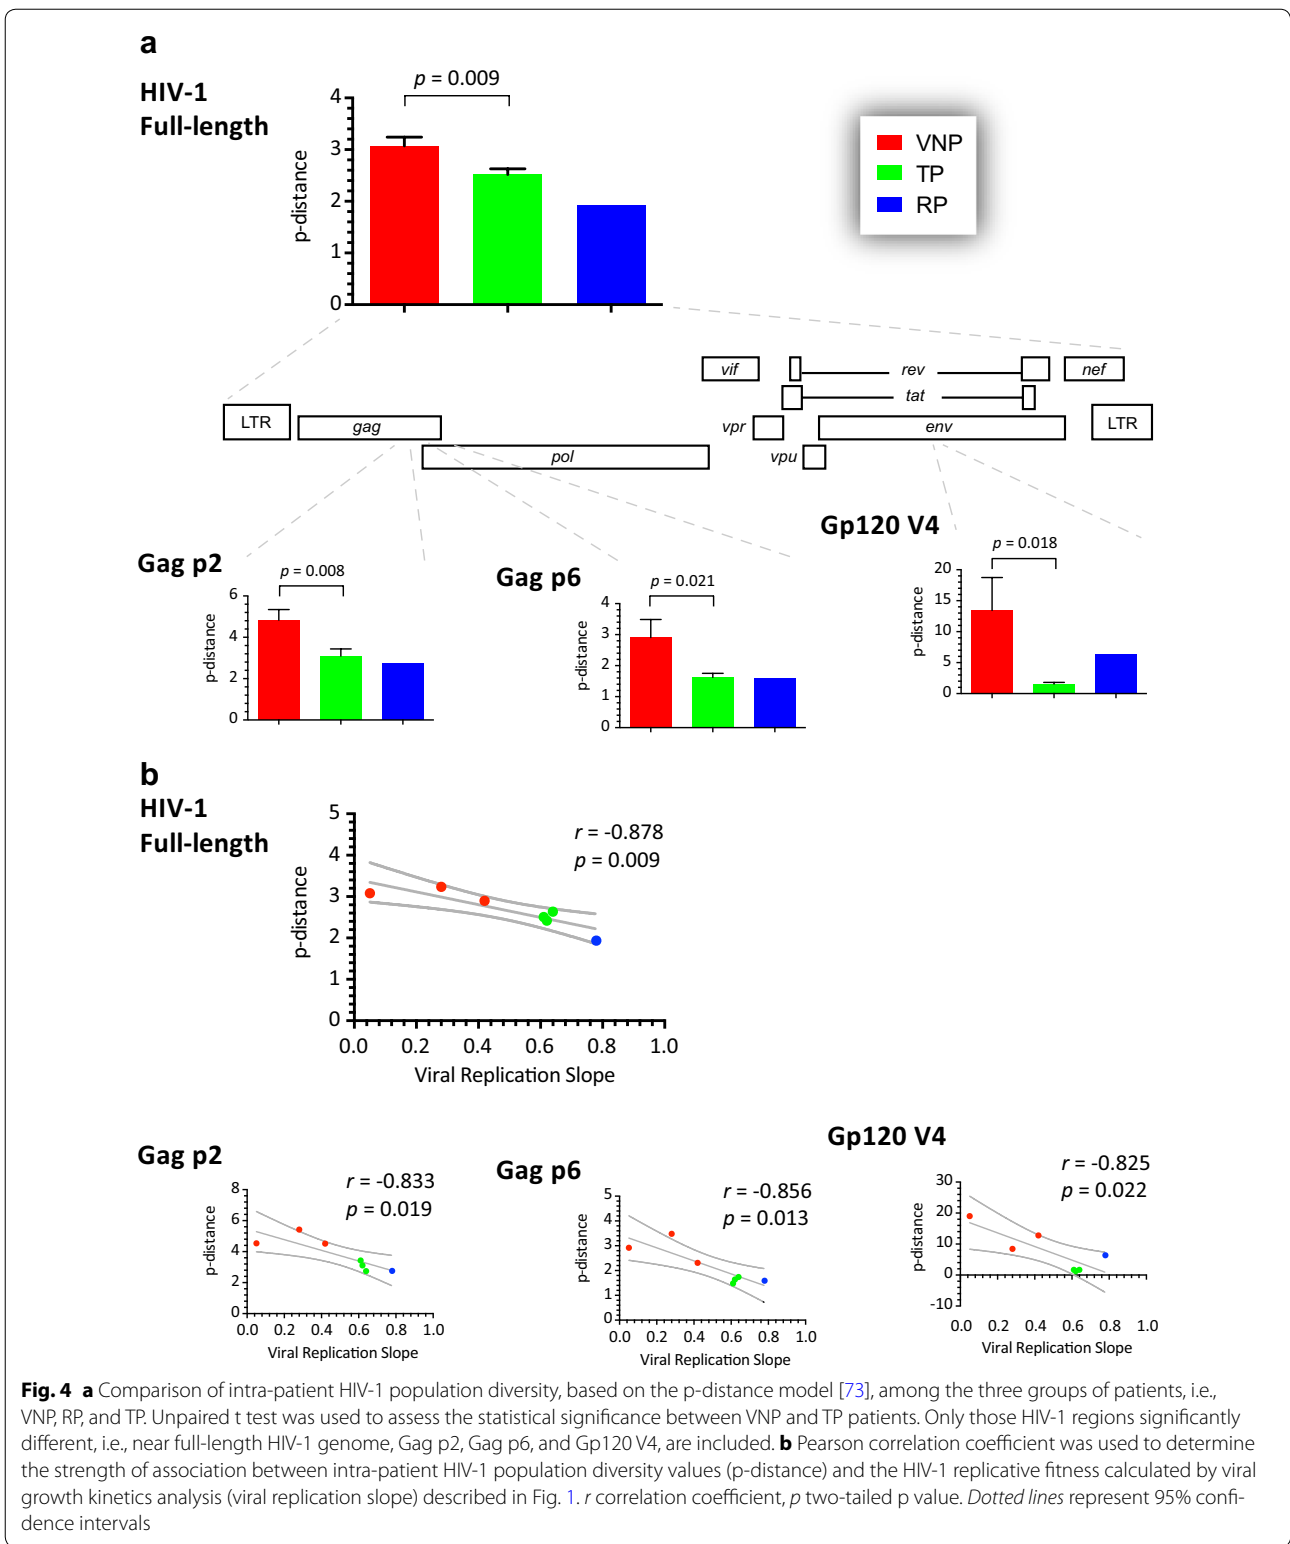 a
HIV-1
Full-length
p = 0.009
p-distance
4
3
2
1
0
VNP
TP
RP
vif
rev
nef
tat
LTR
gag
vpr
env
LTR
pol
vpu
Gag p2
p = 0.008
p-distance
6
4
2
0
Gag p6
p = 0.021
p-distance
4
3
2
1
0
Gp120 V4
p = 0.018
p-distance
20
15
10
5
0
b
HIV-1
Full-length
r = -0.878
p = 0.009
p-distance
5
4
3
2
1
0
0.0 0.2 0.4 0.6 0.8 1.0
Viral Replication Slope
Gag p2
r = -0.833
p = 0.019
p-distance
8
6
4
2
0
0.0 0.2 0.4 0.6 0.8 1.0
Viral Replication Slope
Gag p6
r = -0.856
p = 0.013
p-distance
5
4
3
2
1
0
0.0 0.2 0.4 0.6 0.8 1.0
Viral Replication Slope
Gp120 V4
r = -0.825
p = 0.022
p-distance
30
20
10
0
-10
0.0 0.2 0.4 0.6 0.8 1.0
Viral Replication Slope
Fig. 4 a Comparison of intra-patient HIV-1 population diversity, based on the p-distance model [73], among the three groups of patients, i.e.,
VNP, RP, and TP. Unpaired t test was used to assess the statistical significance between VNP and TP patients. Only those HIV-1 regions significantly
different, i.e., near full-length HIV-1 genome, Gag p2, Gag p6, and Gp120 V4, are included. b Pearson correlation coefficient was used to determine
the strength of association between intra-patient HIV-1 population diversity values (p-distance) and the HIV-1 replicative fitness calculated by viral
growth kinetics analysis (viral replication slope) described in Fig. 1. r correlation coefficient, p two-tailed p value. Dotted lines represent 95% confi-
dence intervals